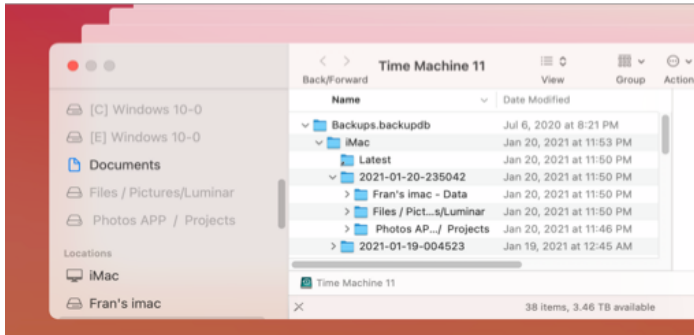 Time Machine 11
Back/Forward View Group Action
[C] Windows 10-0
[E] Windows 10-0
Documents
Files / Pictures/Luminar
Photos APP / Projects
Locations
iMac
Fran's imac
Name Date Modified
Backups.backupdb Jul 6, 2020 at 8:21 PM
iMac Jan 20, 2021 at 11:53 PM
Latest Jan 20, 2021 at 11:50 PM
2021-01-20-235042 Jan 20, 2021 at 11:50 PM
Fran's imac - Data Jan 20, 2021 at 11:50 PM
Files / Pict...s/Luminar Jan 20, 2021 at 11:50 PM
Photos AP.../ Projects Jan 20, 2021 at 11:46 PM
2021-01-19-004523 Jan 19, 2021 at 12:45 AM
Time Machine 11
38 items, 3.46 TB available